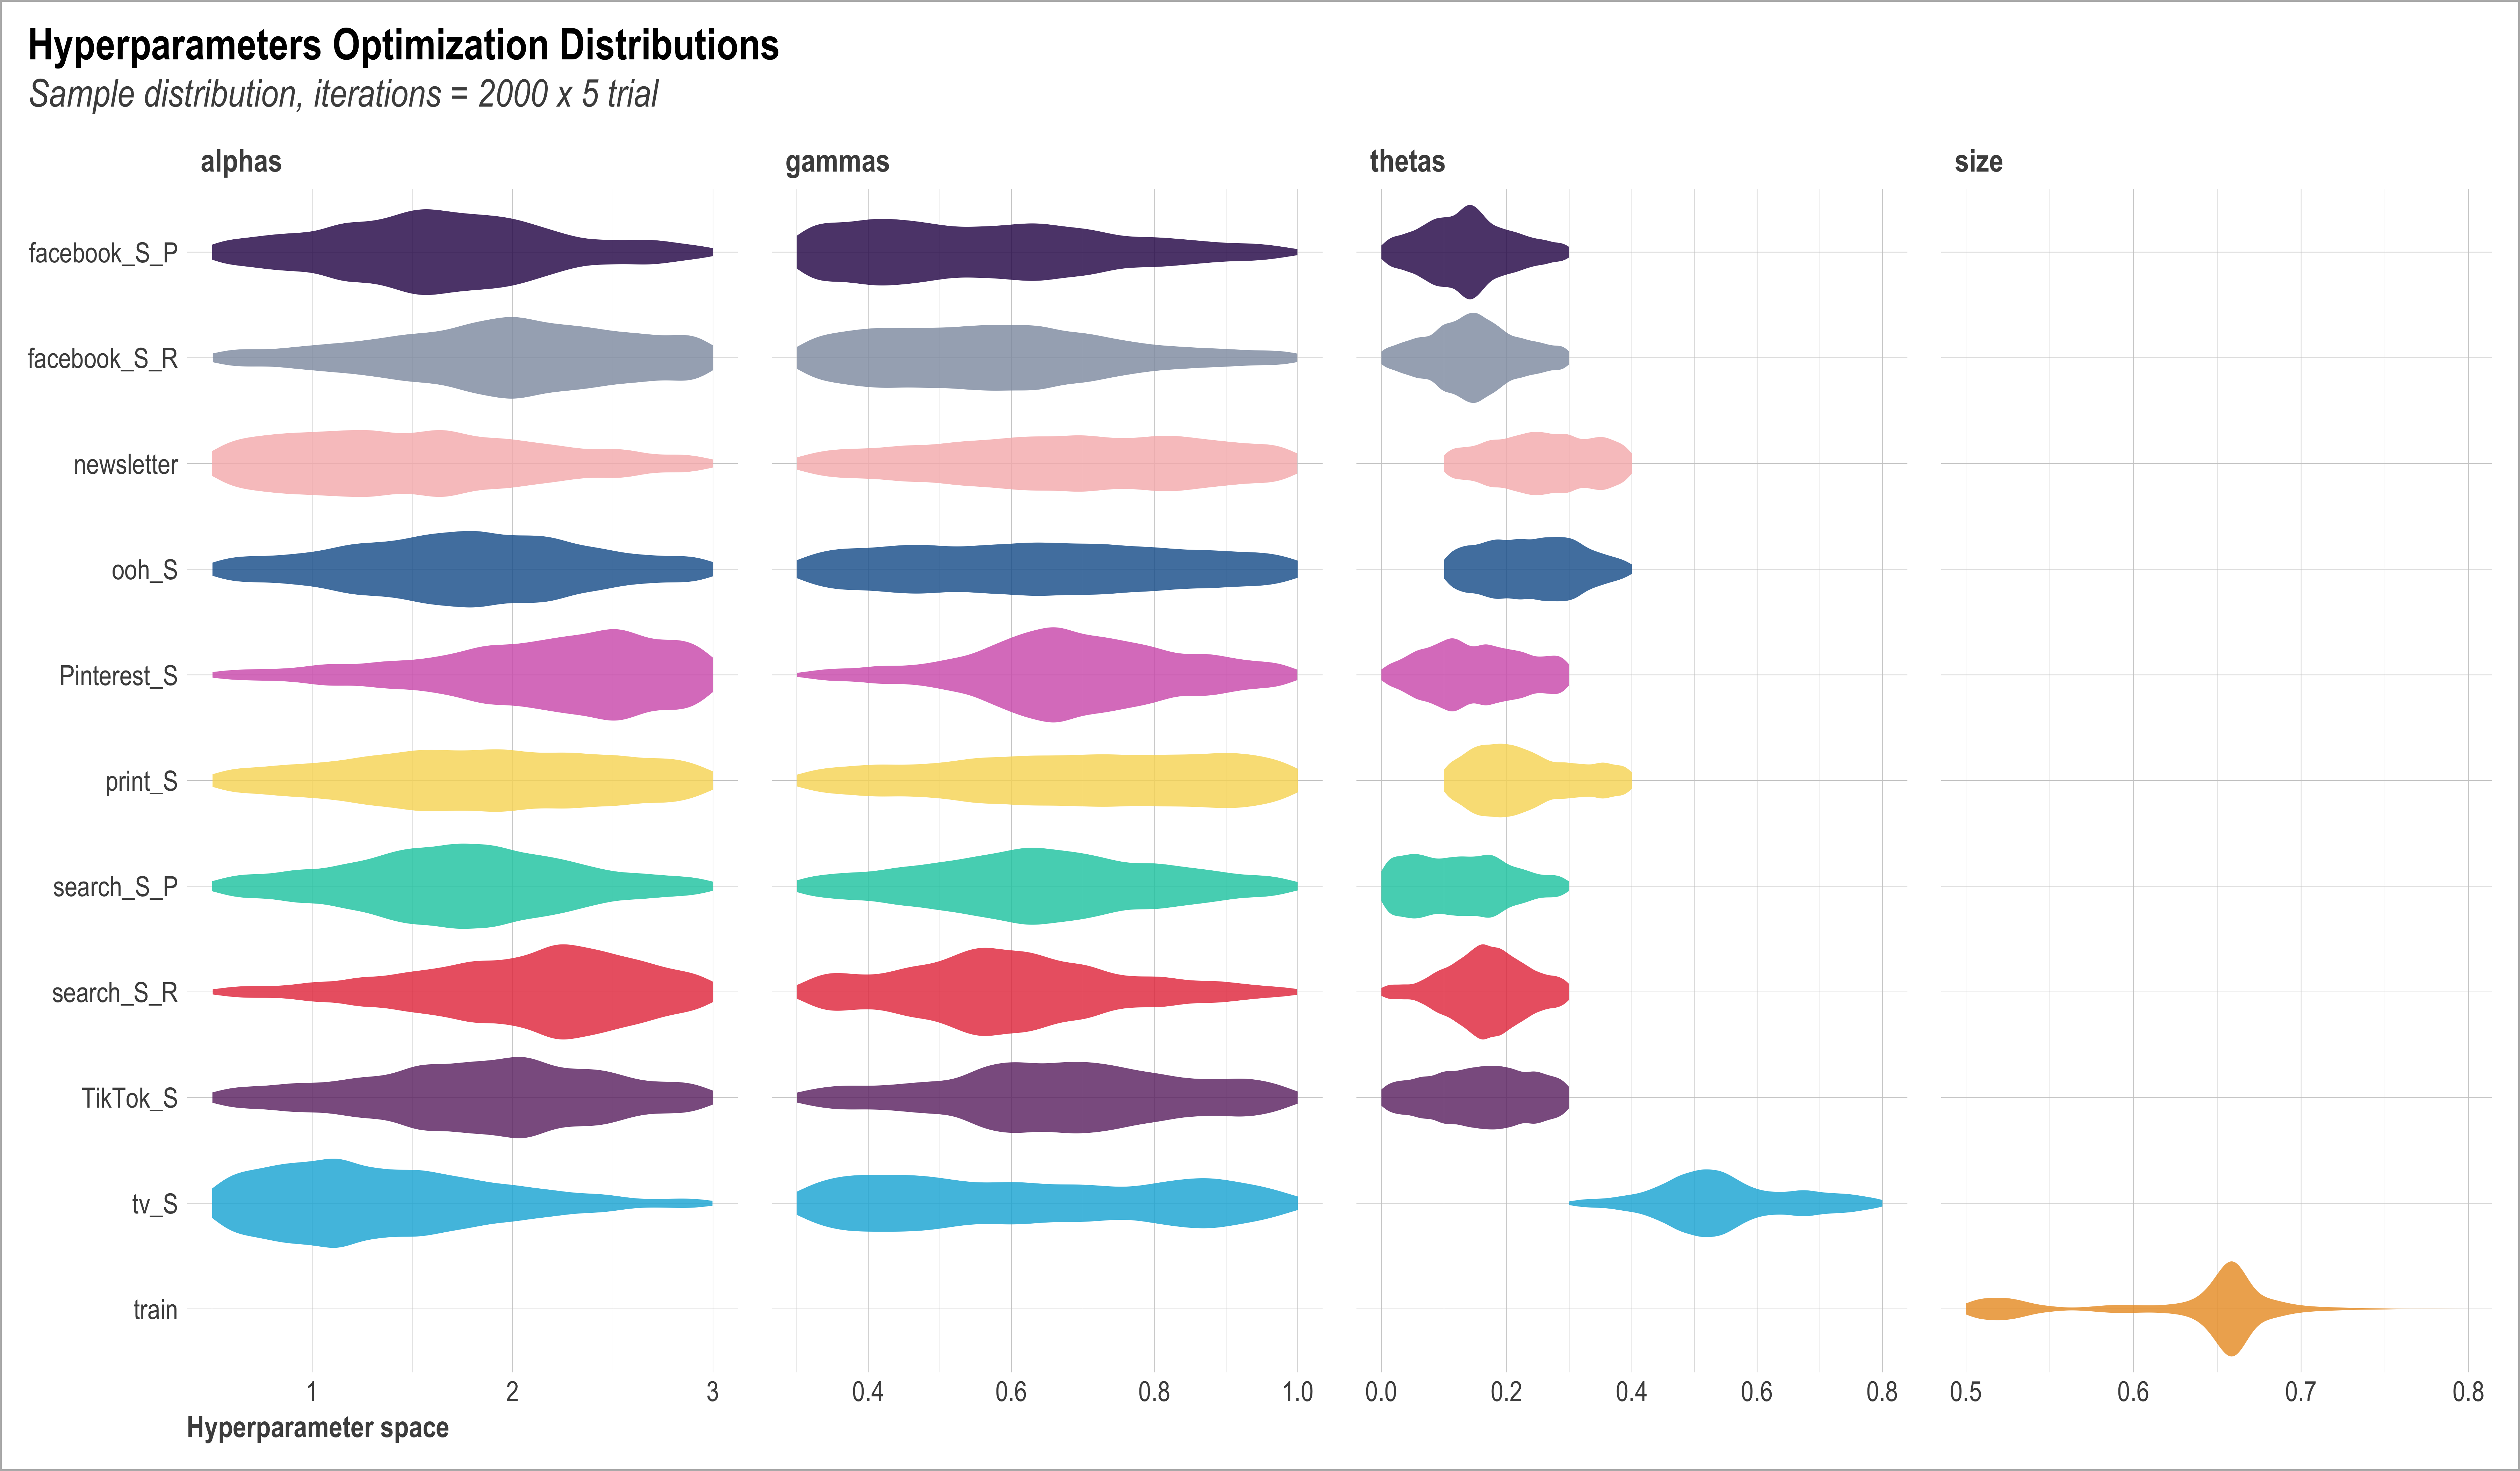 Hyperparameters Optimization Distributions
Sample distribution, iterations = 2000 x 5 trial
alphas gammas thetas size
facebook_S_P
facebook_S_R
newsletter
ooh_S
Pinterest_S
print_S
search_S_P
search_S_R
TikTok_S
tv_S
train
1 2 3 0.4 0.6 0.8 1.0 0.0 0.2 0.4 0.6 0.8 0.5 0.6 0.7 0.8
Hyperparameter space